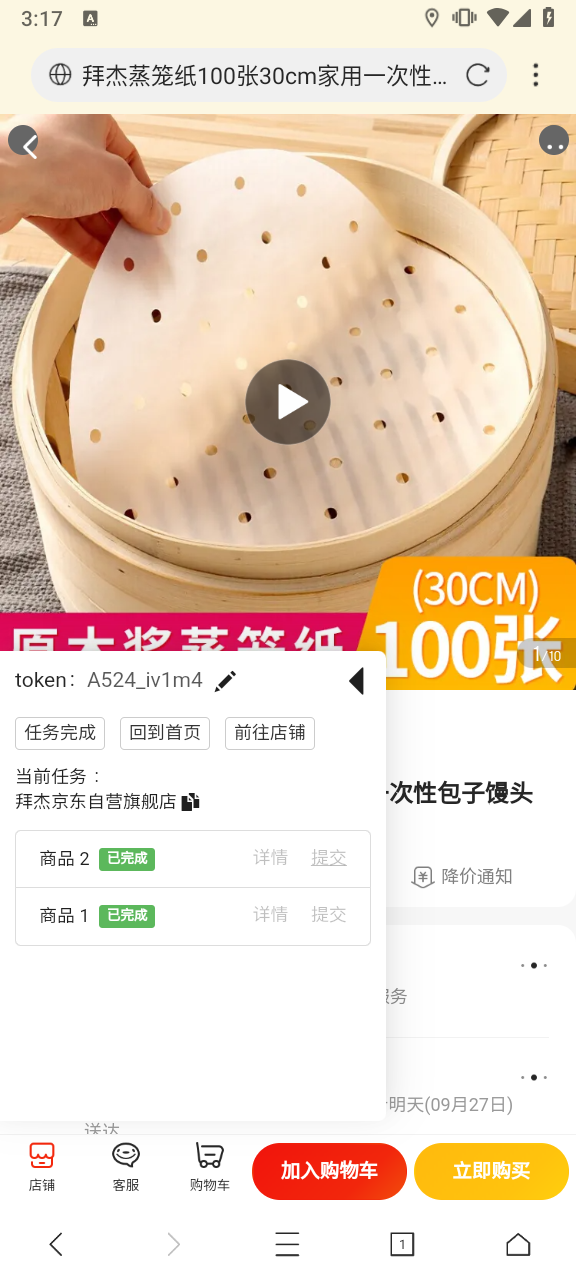 3:17
A
拜杰蒸笼纸100张30cm家用一次性…
(30CM)
原木浆蒸笼纸
100张
1/10
token: A524_iv1m4
任务完成 回到首页 前往店铺
当前任务：
拜杰京东自营旗舰店
一次性包子馒头
商品 2 已完成 详情 提交
降价通知
商品 1 已完成 详情 提交
服务
明天(09月27日)
送达
店铺 客服 购物车 加入购物车 立即购买
1